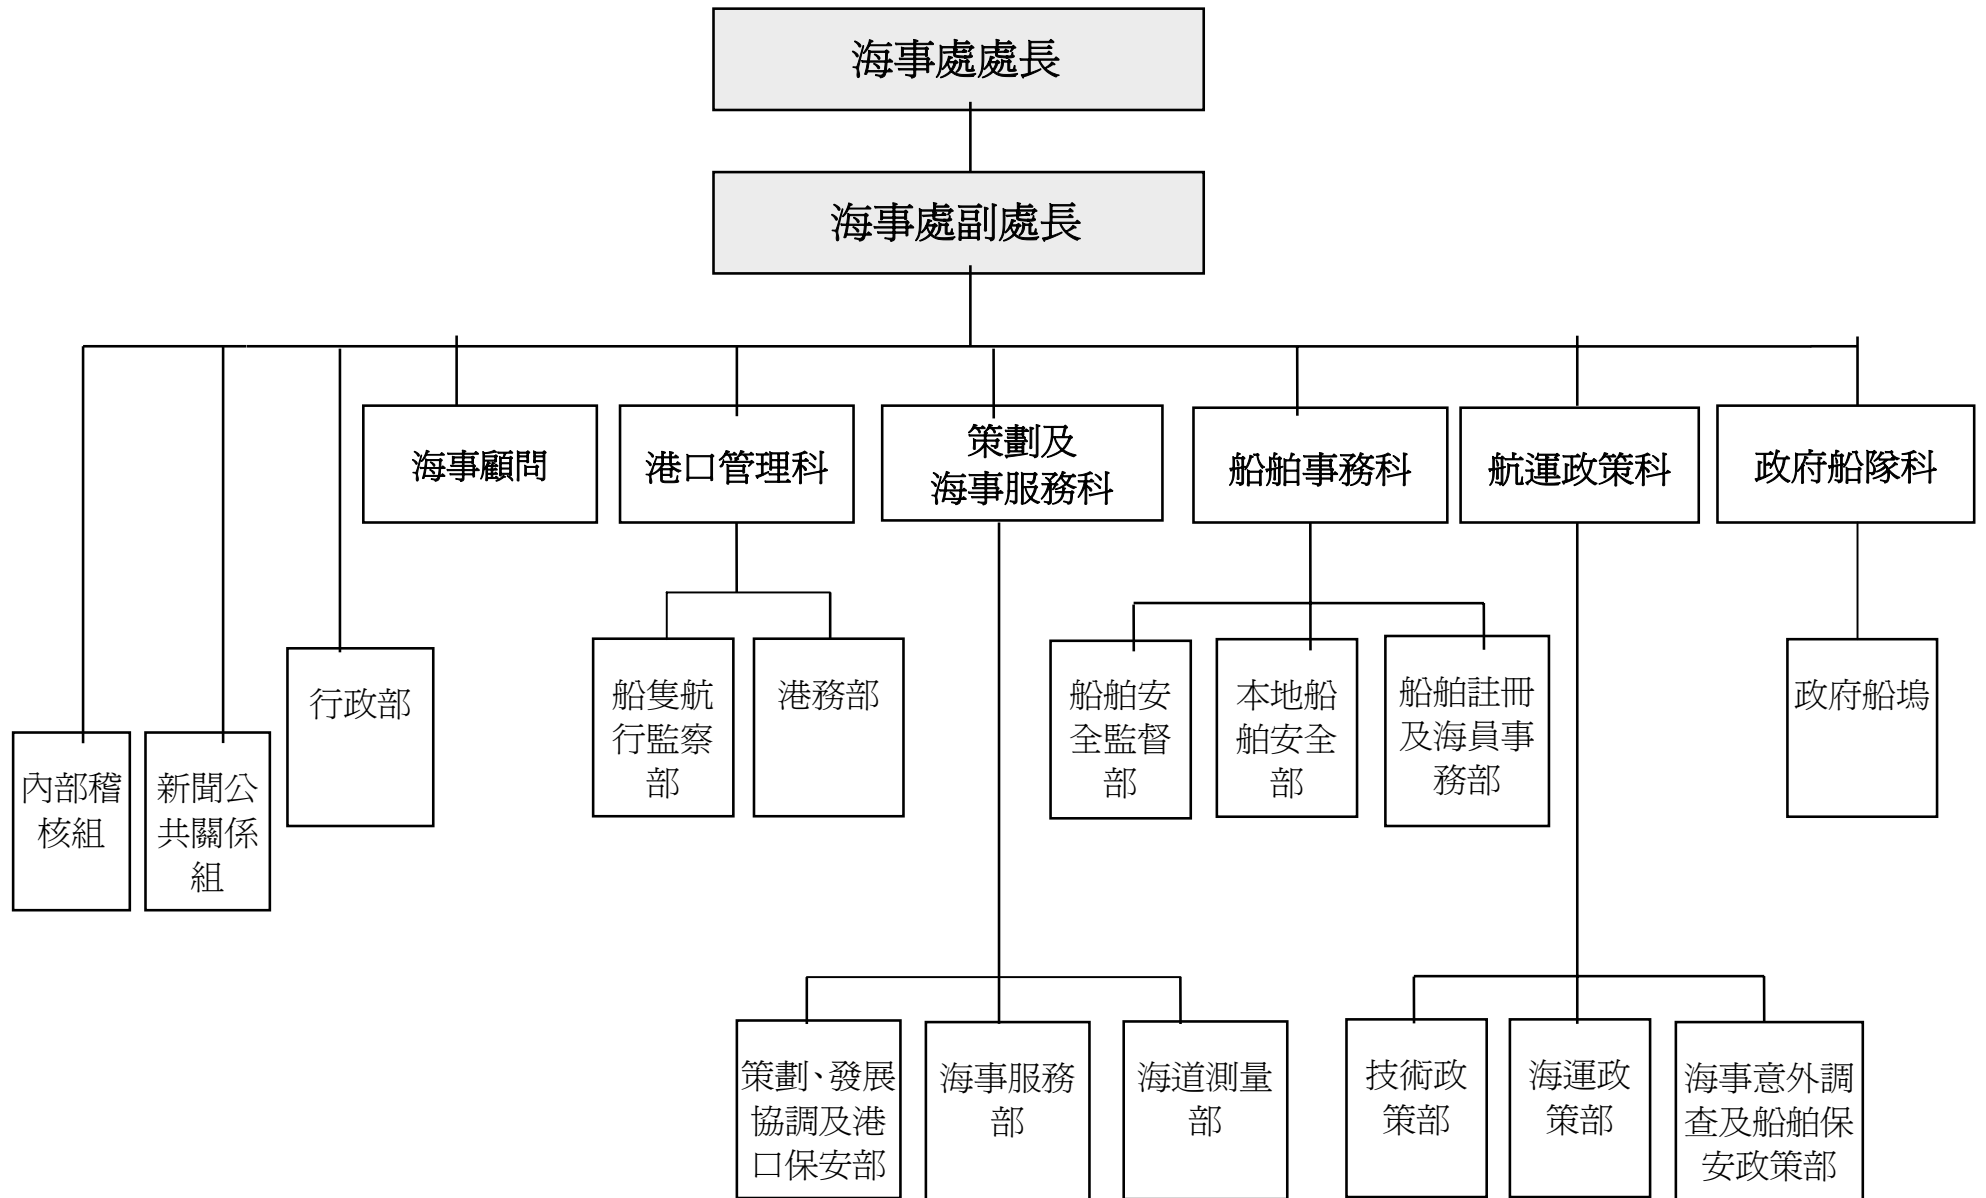 海事處處長
海事處副處長
海事顧問
港口管理科
策劃及
海事服務科
船舶事務科
航運政策科
政府船隊科
內部稽
核組
新聞公
共關係
組
行政部
船隻航
行監察
部
港務部
船舶安
全監督
部
本地船
舶安全
部
船舶註冊
及海員事
務部
政府船塢
策劃、發展
協調及港
口保安部
海事服務
部
海道測量
部
技術政
策部
海運政
策部
海事意外調
查及船舶保
安政策部